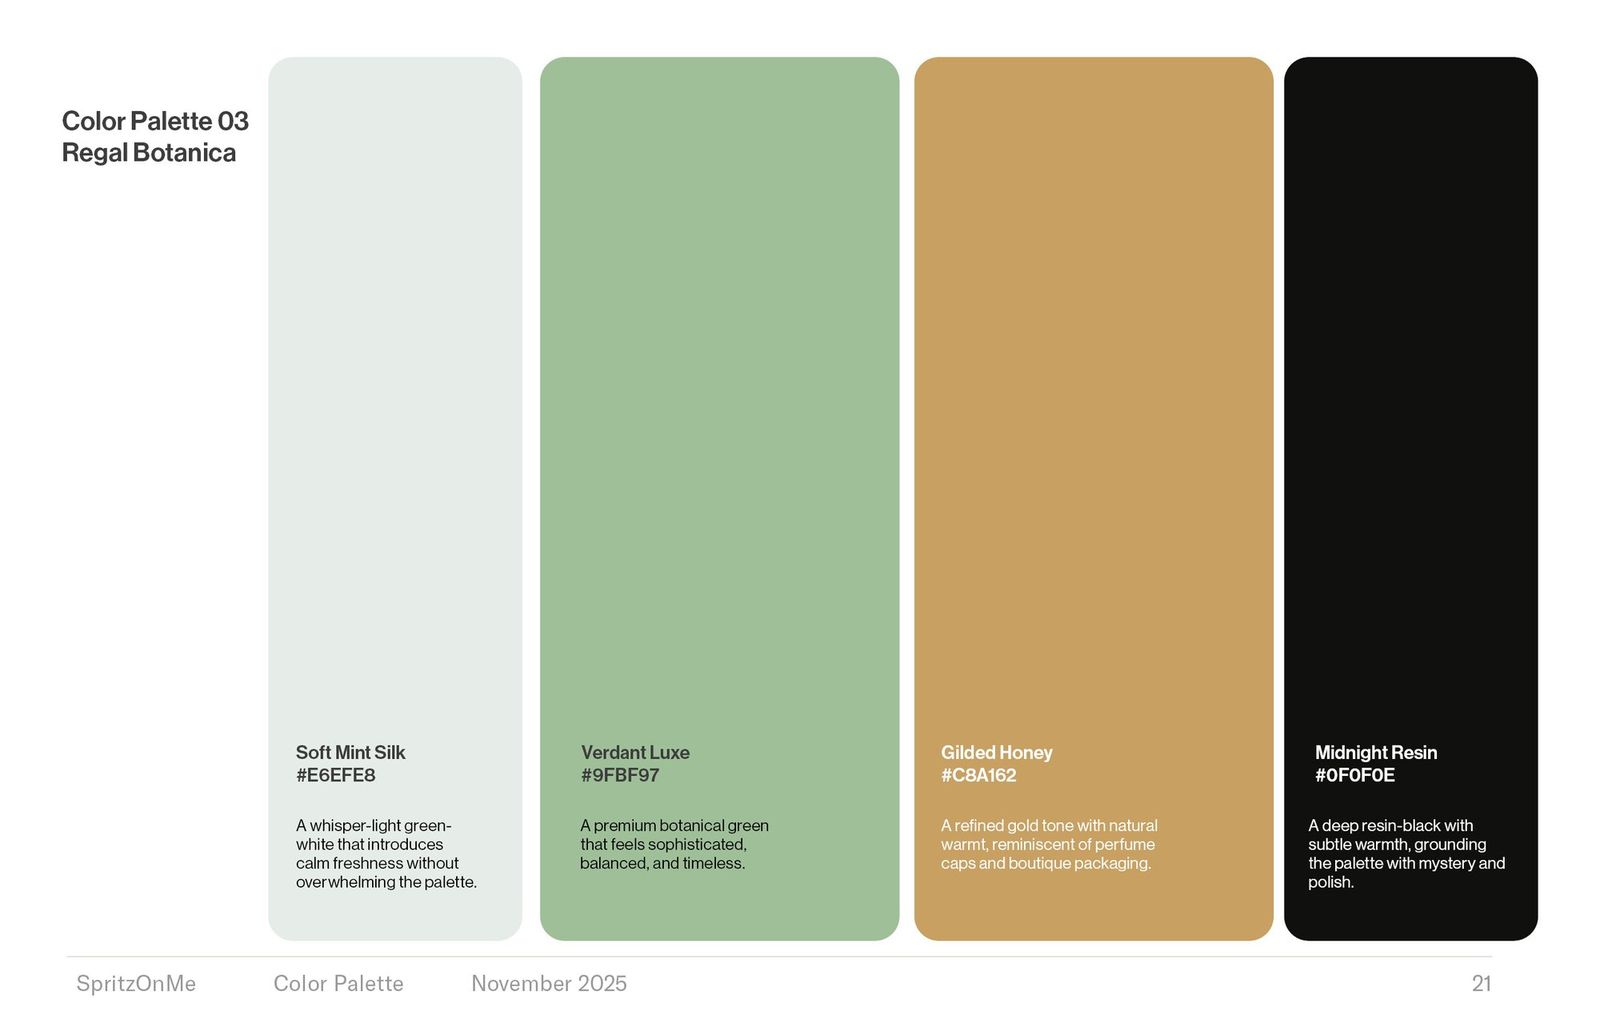 Color Palette 03
Regal Botanica
Soft Mint Silk
#E6EFE8
A whisper-light green-
white that introduces
calm freshness without
overwhelming the palette.
Verdant Luxe
#9FBF97
A premium botanical green
that feels sophisticated,
balanced, and timeless.
Gilded Honey
#C8A162
A refined gold tone with natural
warmt, reminiscent of perfume
caps and boutique packaging.
Midnight Resin
#0F0F0E
A deep resin-black with
subtle warmth, grounding
the palette with mystery and
polish.
SpritzOnMe
Color Palette
November 2025
21